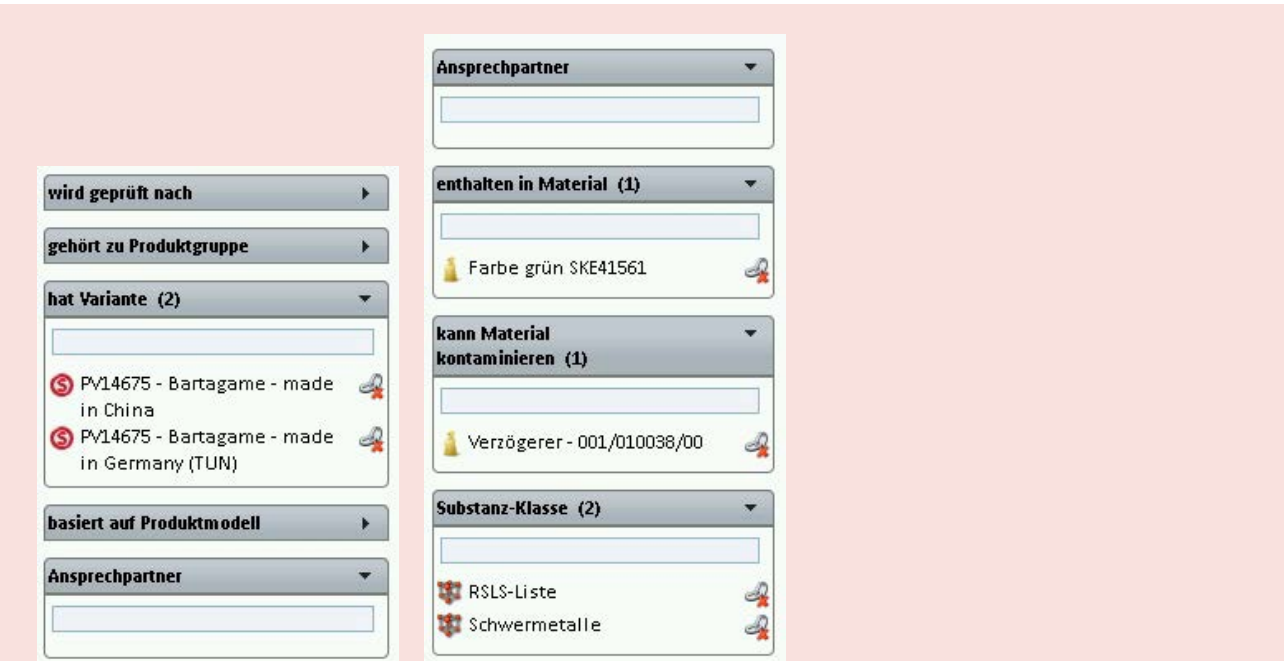 wird geprüft nach
gehört zu Produktgruppe
hat Variante (2)
PV14675 - Bartagame - made
in China
PV14675 - Bartagame - made
in Germany (TUN)
basiert auf Produktmodell
Ansprechpartner
Ansprechpartner
enthalten in Material (1)
Farbe grün SKE41561
kann Material
kontaminieren (1)
Verzögerer - 001/010038/00
Substanz-Klasse (2)
RSLS-Liste
Schwermetalle